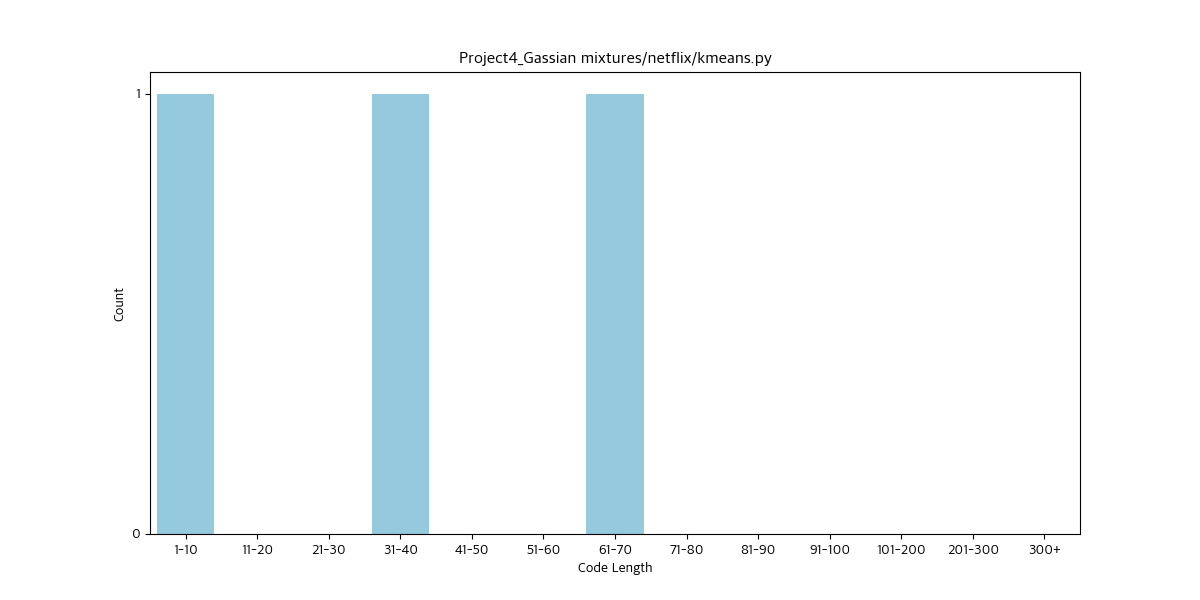 Project4_Gassian mixtures/netflix/kmeans.py
1
Count
0
1-10 11-20 21-30 31-40 41-50 51-60 61-70 71-80 81-90 91-100 101-200 201-300 300+
Code Length